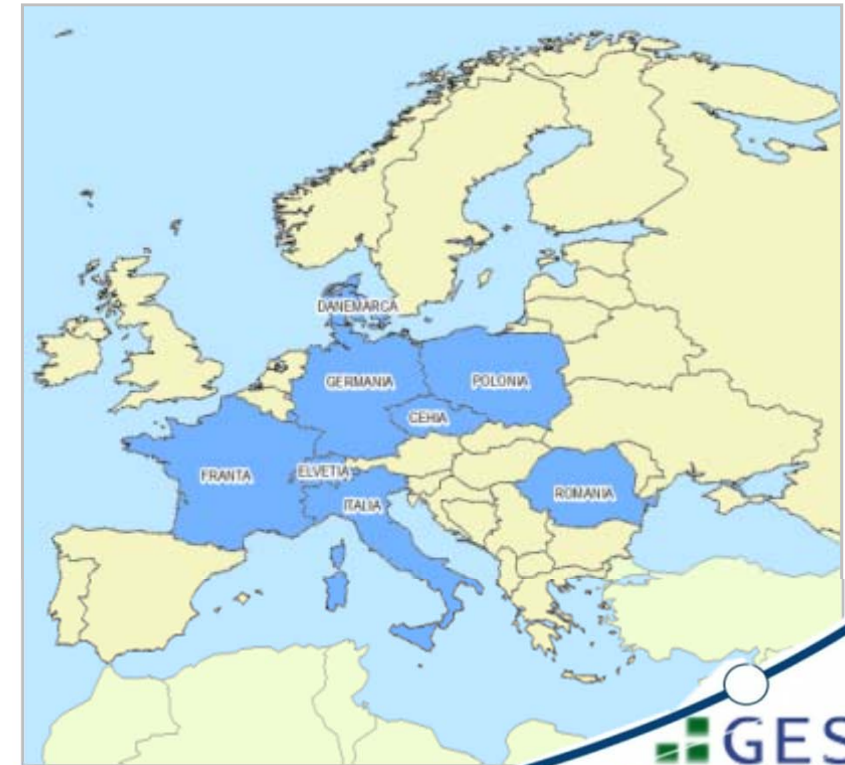 DANEMARCA
GERMANIA
POLONIA
CEHIA
FRANTA
ELVETIA
ITALIA
ROMANIA
GES